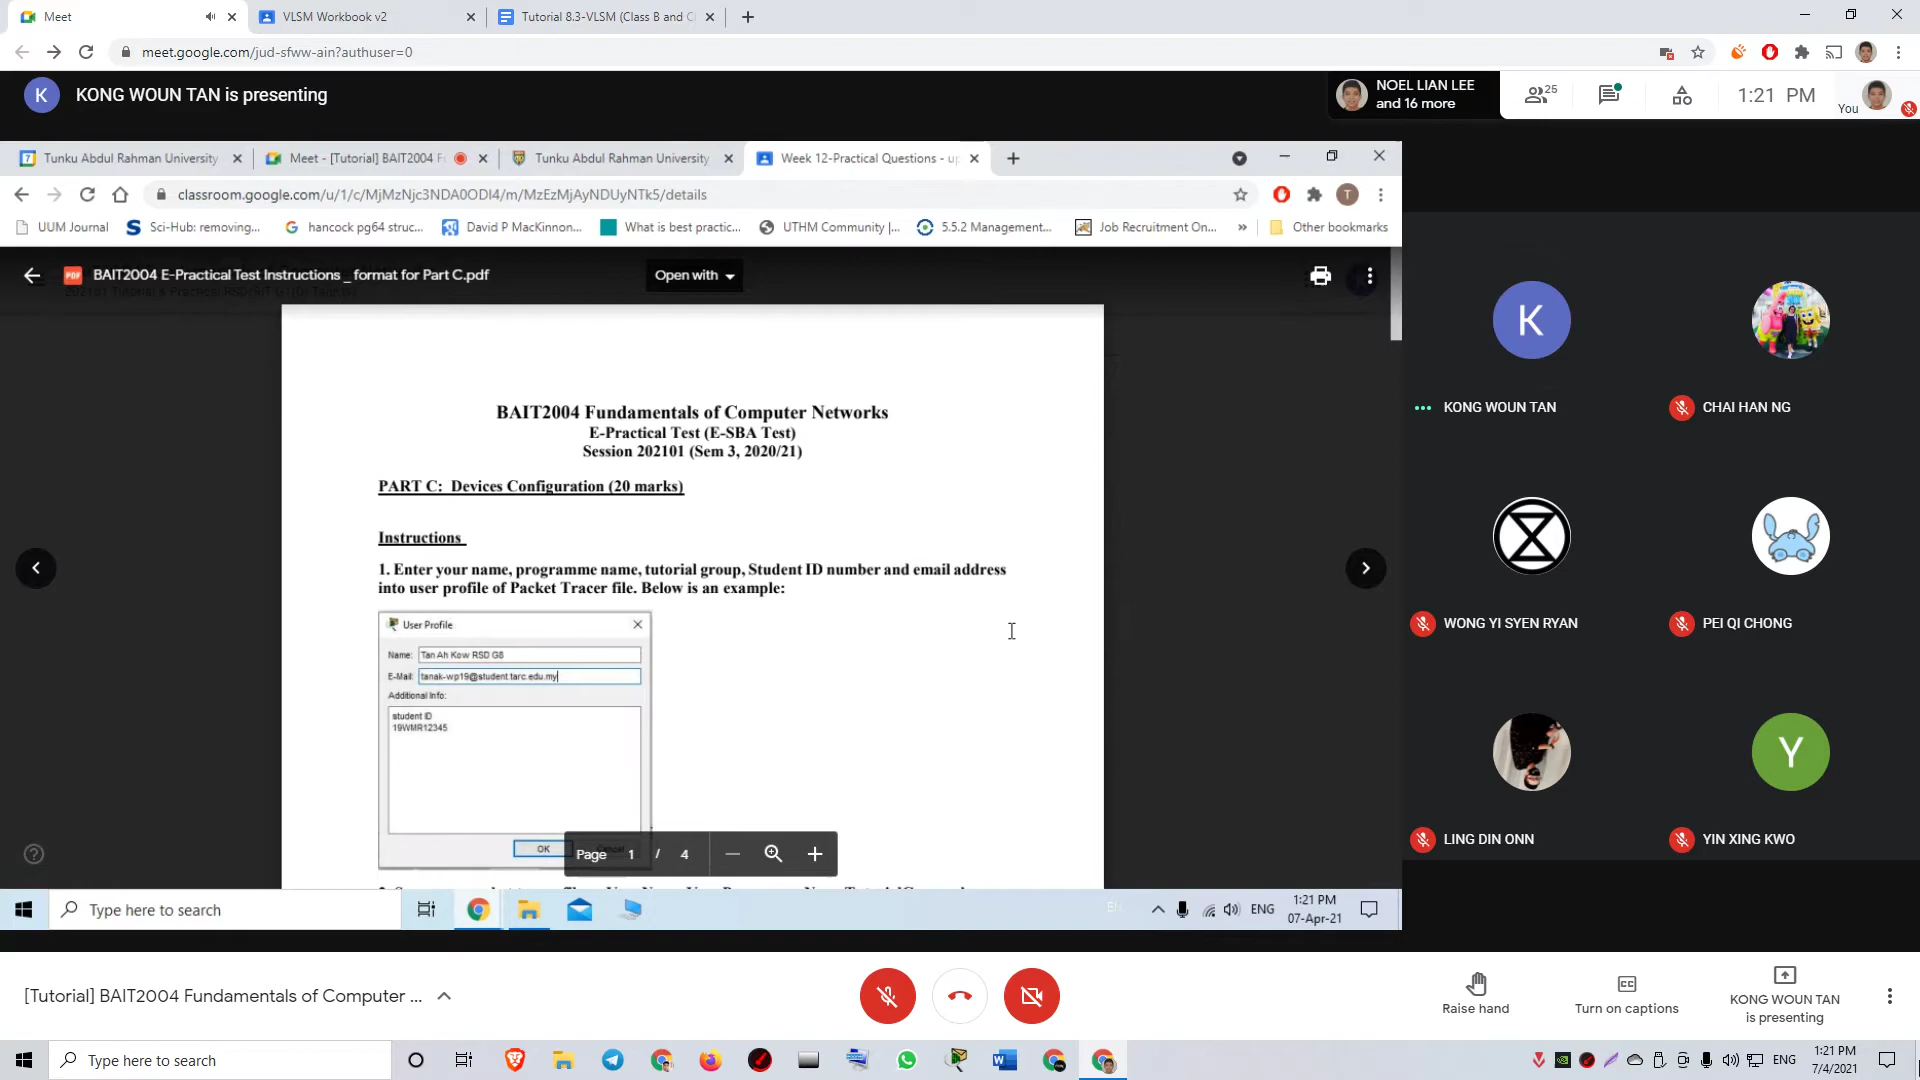 Meet
VLSM Workbook v2
Tutorial 8.3-VLSM (Class B and C
meet.google.com/jud-sfww-ain?authuser=0
K
KONG WOUN TAN is presenting
NOEL LIAN LEE
and 16 more
25
1:21 PM
You
Tunku Abdul Rahman University
Meet - [Tutorial] BAIT2004 F
Tunku Abdul Rahman University
Week 12-Practical Questions - up
classroom.google.com/u/1/c/MjMzNjc3NDA0ODI4/m/MzEzMjAyNDUyNTk5/details
T
UUM Journal
Sci-Hub: removing...
hancock pg64 struc...
David P MacKinnon...
What is best practic...
UTHM Community |...
5.5.2 Management...
Job Recruitment On...
»
Other bookmarks
PDF
BAIT2004 E-Practical Test Instructions _ format for Part C.pdf
Open with
BAIT2004 Fundamentals of Computer Networks
E-Practical Test (E-SBA Test)
Session 202101 (Sem 3, 2020/21)
PART C: Devices Configuration (20 marks)
Instructions
1. Enter your name, programme name, tutorial group, Student ID number and email address
into user profile of Packet Tracer file. Below is an example:
User Profile
Name: Tan Ah Kow RSD G8
E-Mail: tanak-wp19@student.tarc.edu.my
Additional Info:
student ID
19WMR12345
OK
Cancel
Page 1 / 4
Type here to search
ENG
1:21 PM
07-Apr-21
K
KONG WOUN TAN
CHAI HAN NG
WONG YI SYEN RYAN
PEI QI CHONG
Y
LING DIN ONN
YIN XING KWO
[Tutorial] BAIT2004 Fundamentals of Computer ...
Raise hand
Turn on captions
KONG WOUN TAN
is presenting
Type here to search
ENG
1:21 PM
7/4/2021